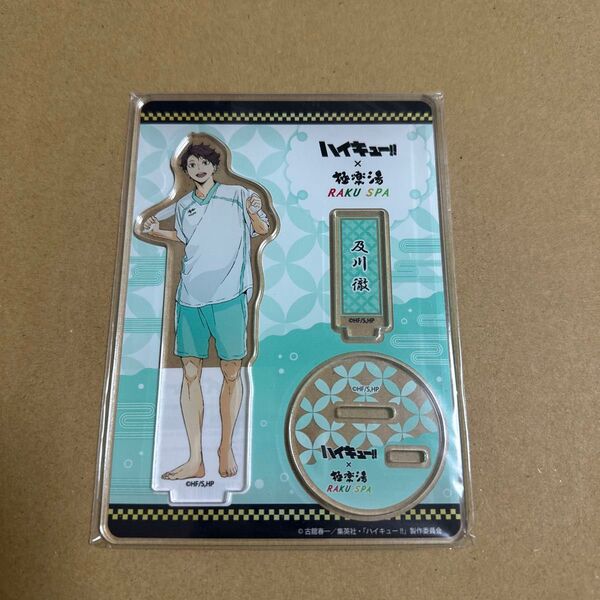 ハイキュー!!
×
極楽湯
RAKU SPA
及川 徹
©HF/S,HP
©HF/S,HP
ハイキュー!!
×
極楽湯
RAKU SPA
©HF/S,HP
© 古舘春一／集英社・「ハイキュー!!」製作委員会